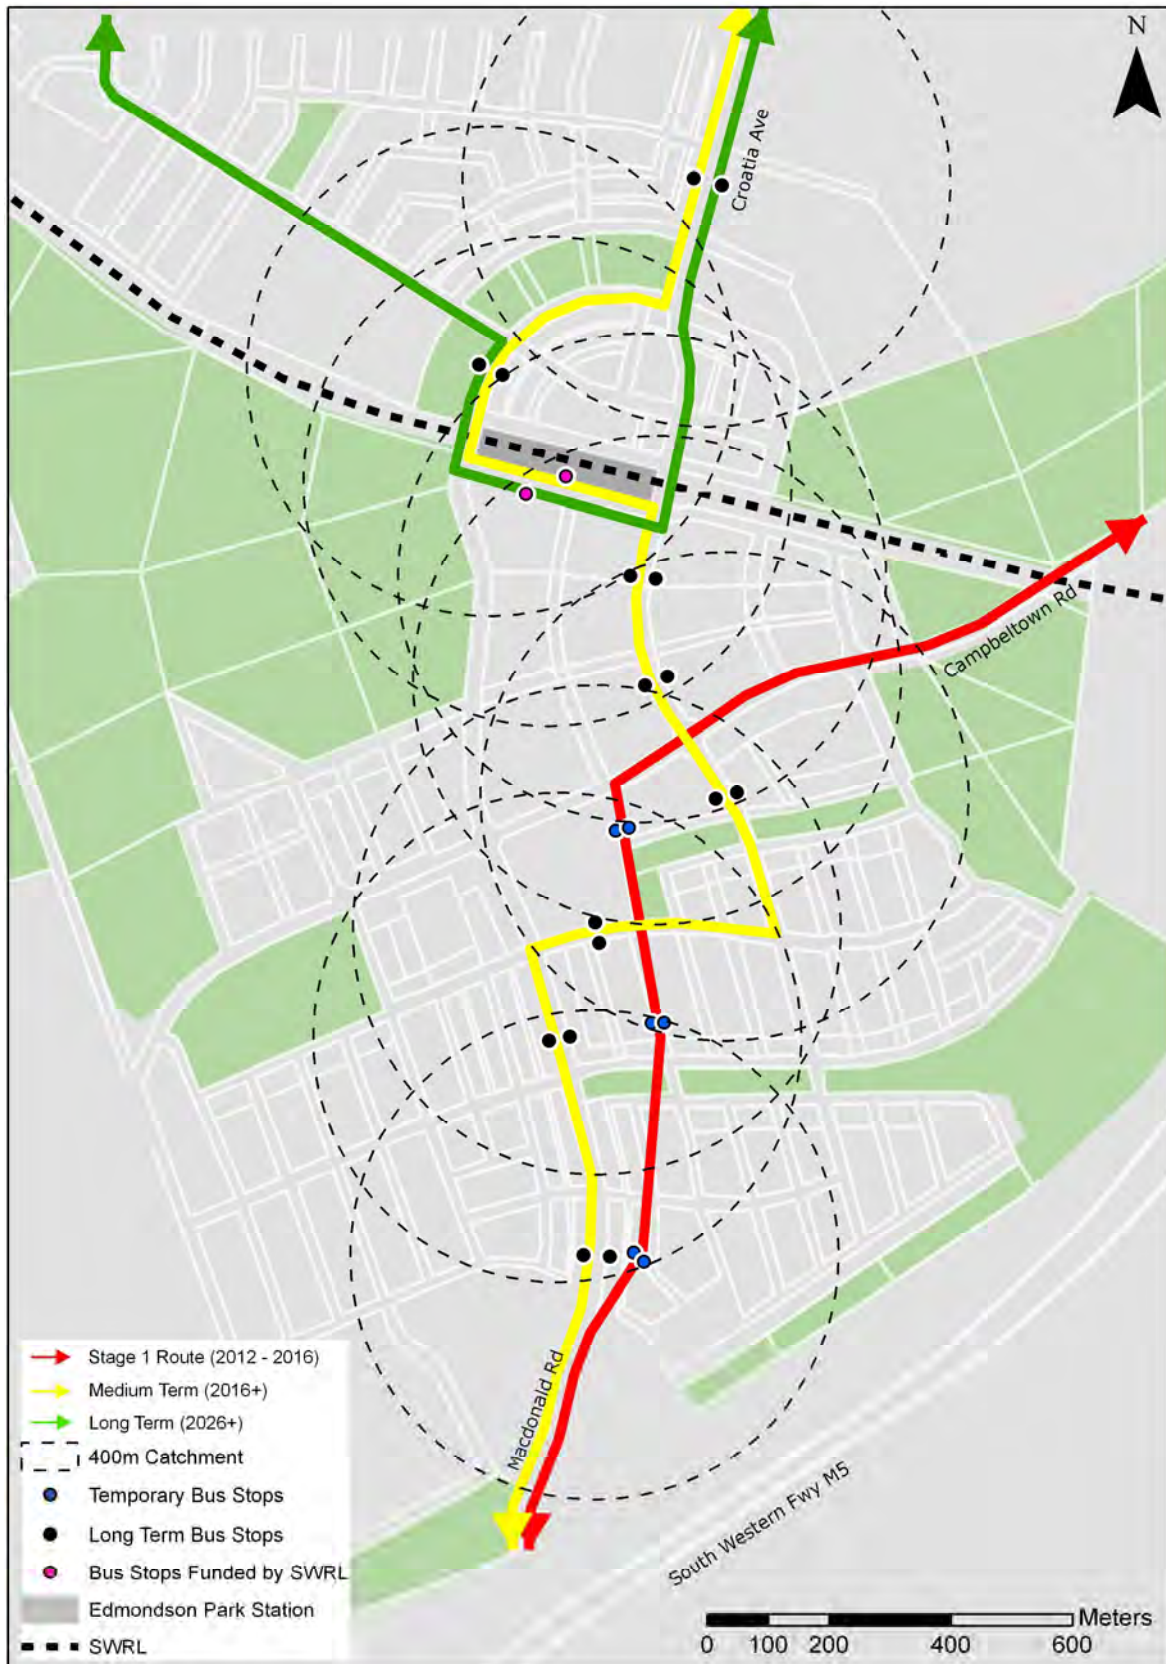 N
Croatia Ave
Campbeltown Rd
Macdonald Rd
South Western Fwy M5
Stage 1 Route (2012 - 2016)
Medium Term (2016+)
Long Term (2026+)
400m Catchment
Temporary Bus Stops
Long Term Bus Stops
Bus Stops Funded by SWRL
Edmondson Park Station
SWRL
Meters
0 100 200 400 600